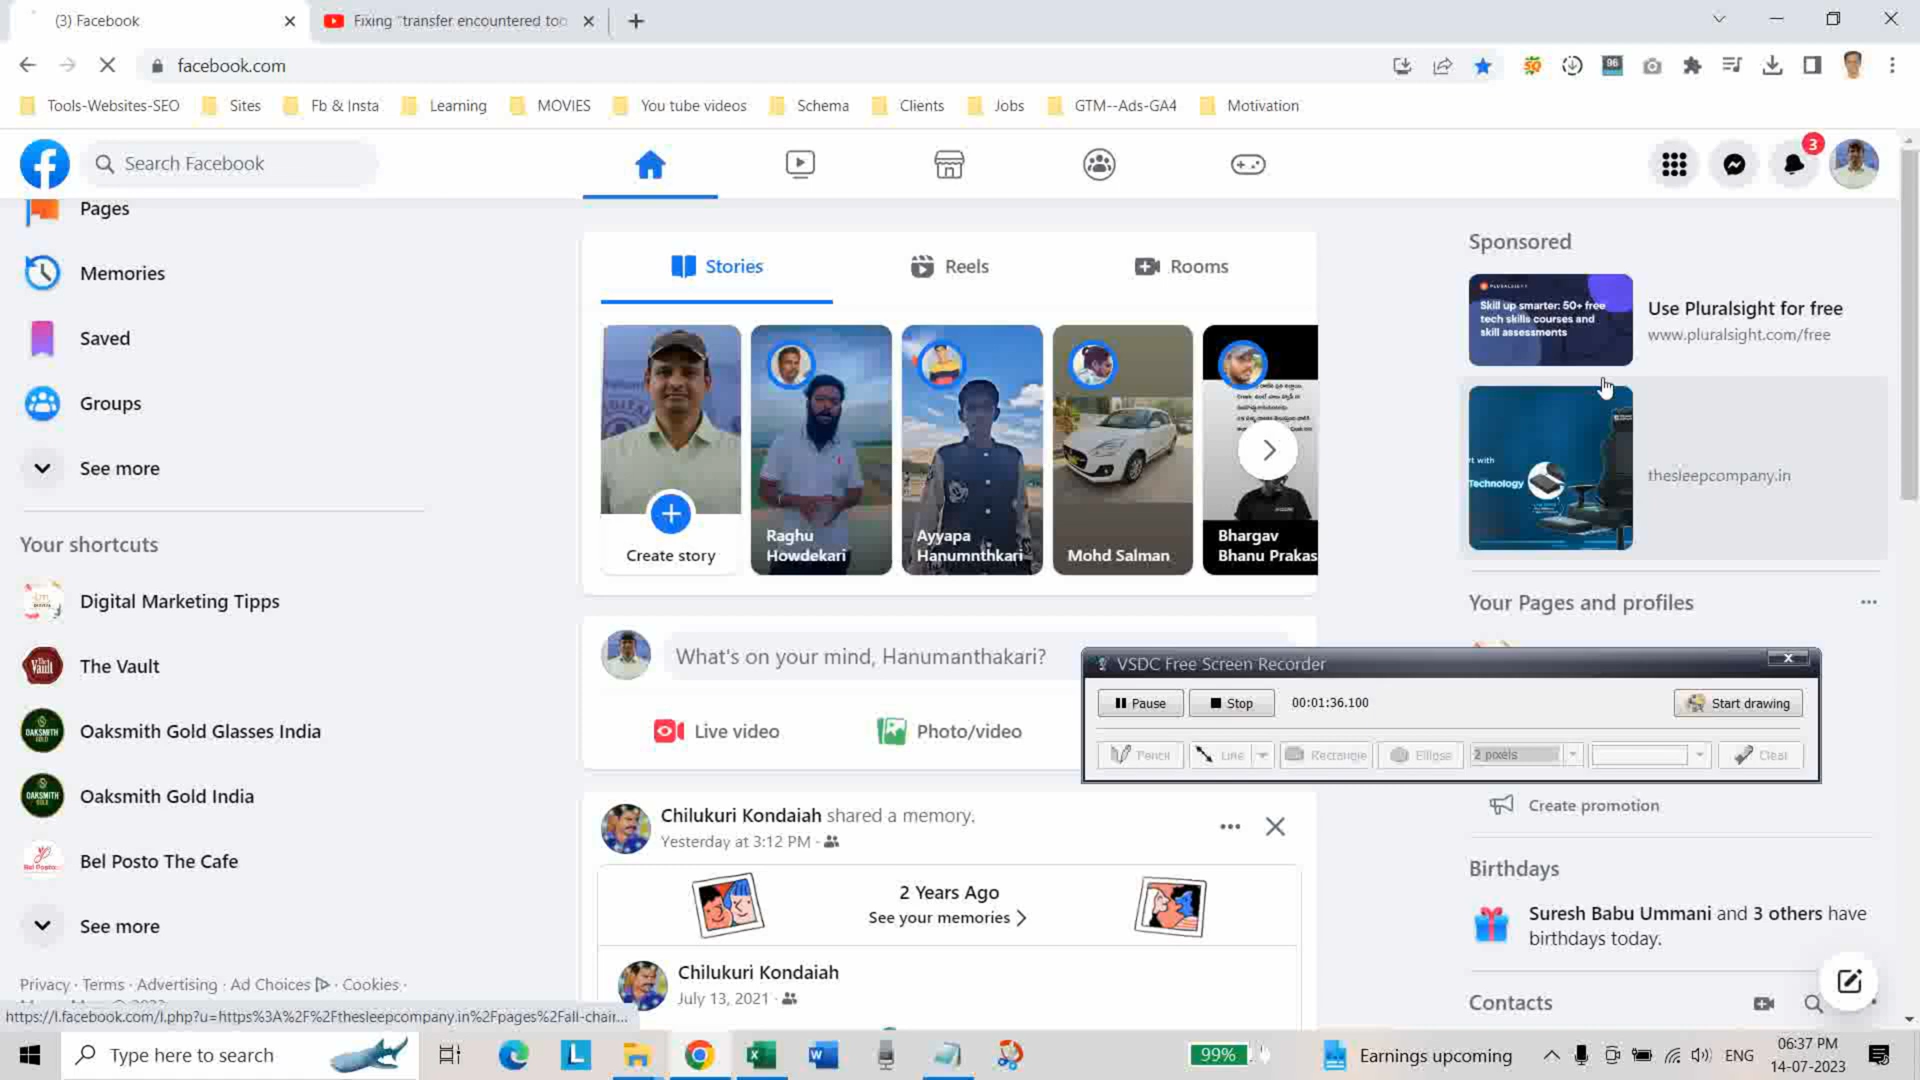 (3) Facebook
Fixing "transfer encountered too
facebook.com
96
Tools-Websites-SEO
Sites
Fb & Insta
Learning
MOVIES
You tube videos
Schema
Clients
Jobs
GTM--Ads-GA4
Motivation
Search Facebook
3
Pages
Memories
Saved
Groups
See more
Your shortcuts
Digital Marketing Tipps
The Vault
Oaksmith Gold Glasses India
Oaksmith Gold India
Bel Posto The Cafe
See more
Privacy · Terms · Advertising · Ad Choices · Cookies ·
https://l.facebook.com/l.php?u=https%3A%2F%2Fthesleepcompany.in%2Fpages%2Fall-chair...
Stories
Reels
Rooms
Create story
Raghu
Howdekari
Ayyapa
Hanumnthkari
Mohd Salman
Bhargav
Bhanu Prakas
What's on your mind, Hanumanthakari?
Live video
Photo/video
Chilukuri Kondaiah shared a memory.
Yesterday at 3:12 PM ·
2 Years Ago
See your memories
Chilukuri Kondaiah
July 13, 2021 ·
Sponsored
PLURALSIGHT
Skill up smarter: 50+ free
tech skills courses and
skill assessments
Use Pluralsight for free
www.pluralsight.com/free
rt with
Technology
thesleepcompany.in
Your Pages and profiles
VSDC Free Screen Recorder
Pause
Stop
00:01:36.100
Start drawing
Pencil
Line
Rectangle
Ellipse
2 pixels
Clear
Create promotion
Birthdays
Suresh Babu Ummani and 3 others have
birthdays today.
Contacts
Type here to search
99%
Earnings upcoming
ENG
06:37 PM
14-07-2023